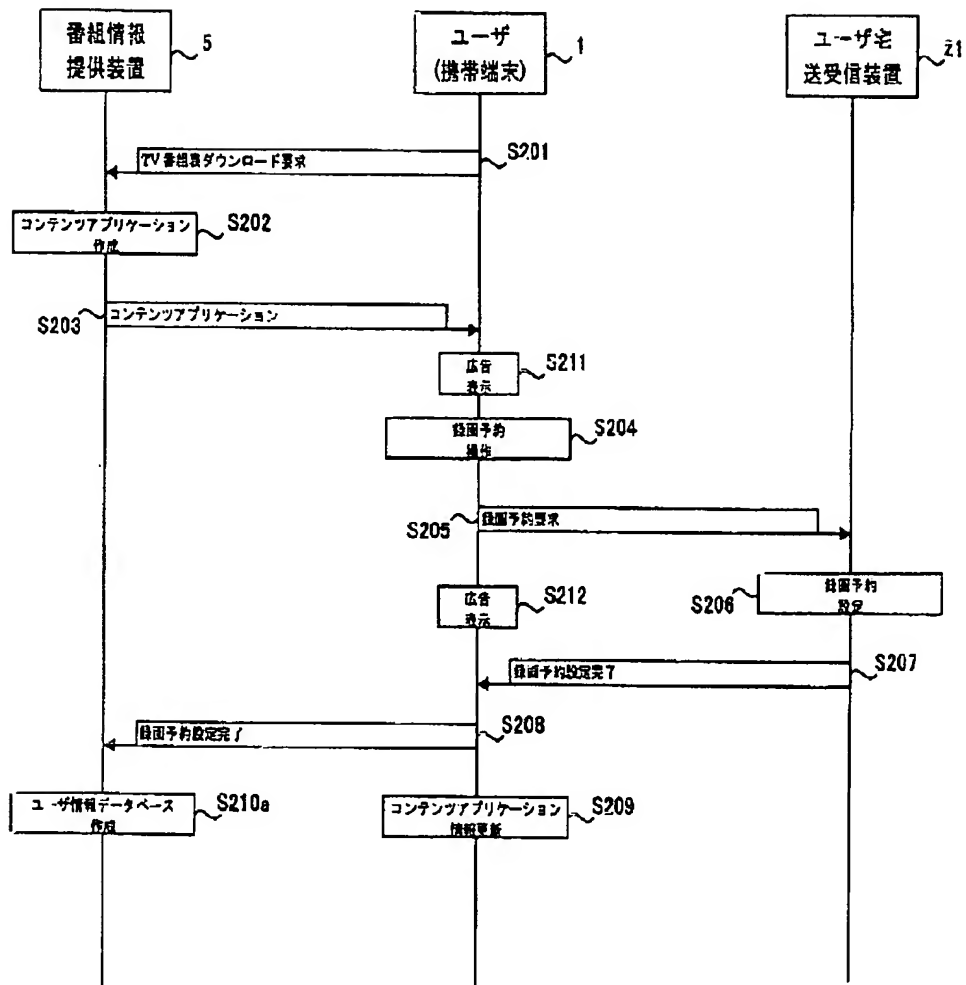 番組情報
提供装置
5
ユーザ
(携帯端末)
1
ユーザ宅
送受信装置
21
TV番組表ダウンロード要求
S201
コンテンツアプリケーション
作成
S202
S203
コンテンツアプリケーション
広告
表示
S211
録画予約
操作
S204
S205
録画予約要求
広告
表示
S212
S206
録画予約
設定
録画予約設定完了
S207
録画予約設定完了
S208
ユーザ情報データベース
作成
S210a
コンテンツアプリケーション
情報更新
S209